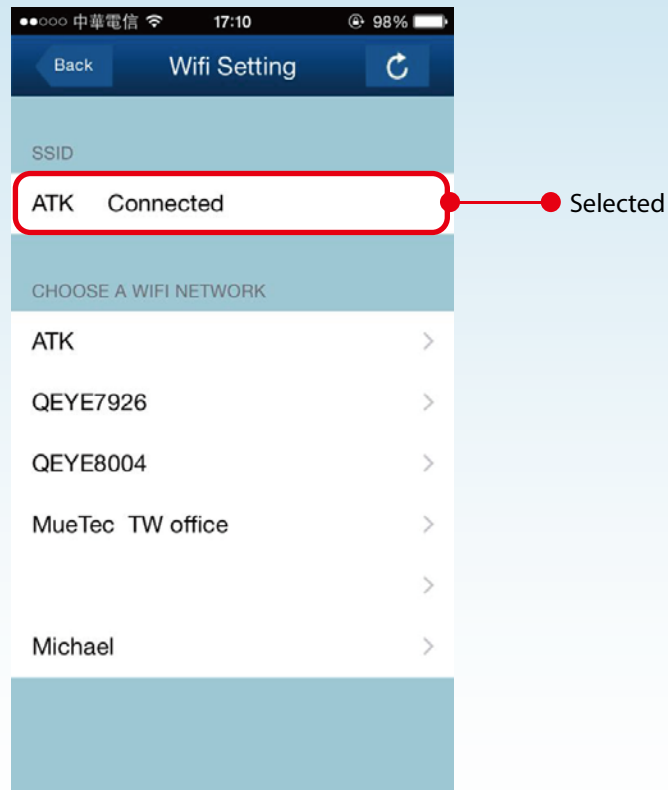 中華電信 17:10 98%
Back Wifi Setting
SSID
ATK Connected
Selected
CHOOSE A WIFI NETWORK
ATK
QEYE7926
QEYE8004
MueTec TW office
Michael